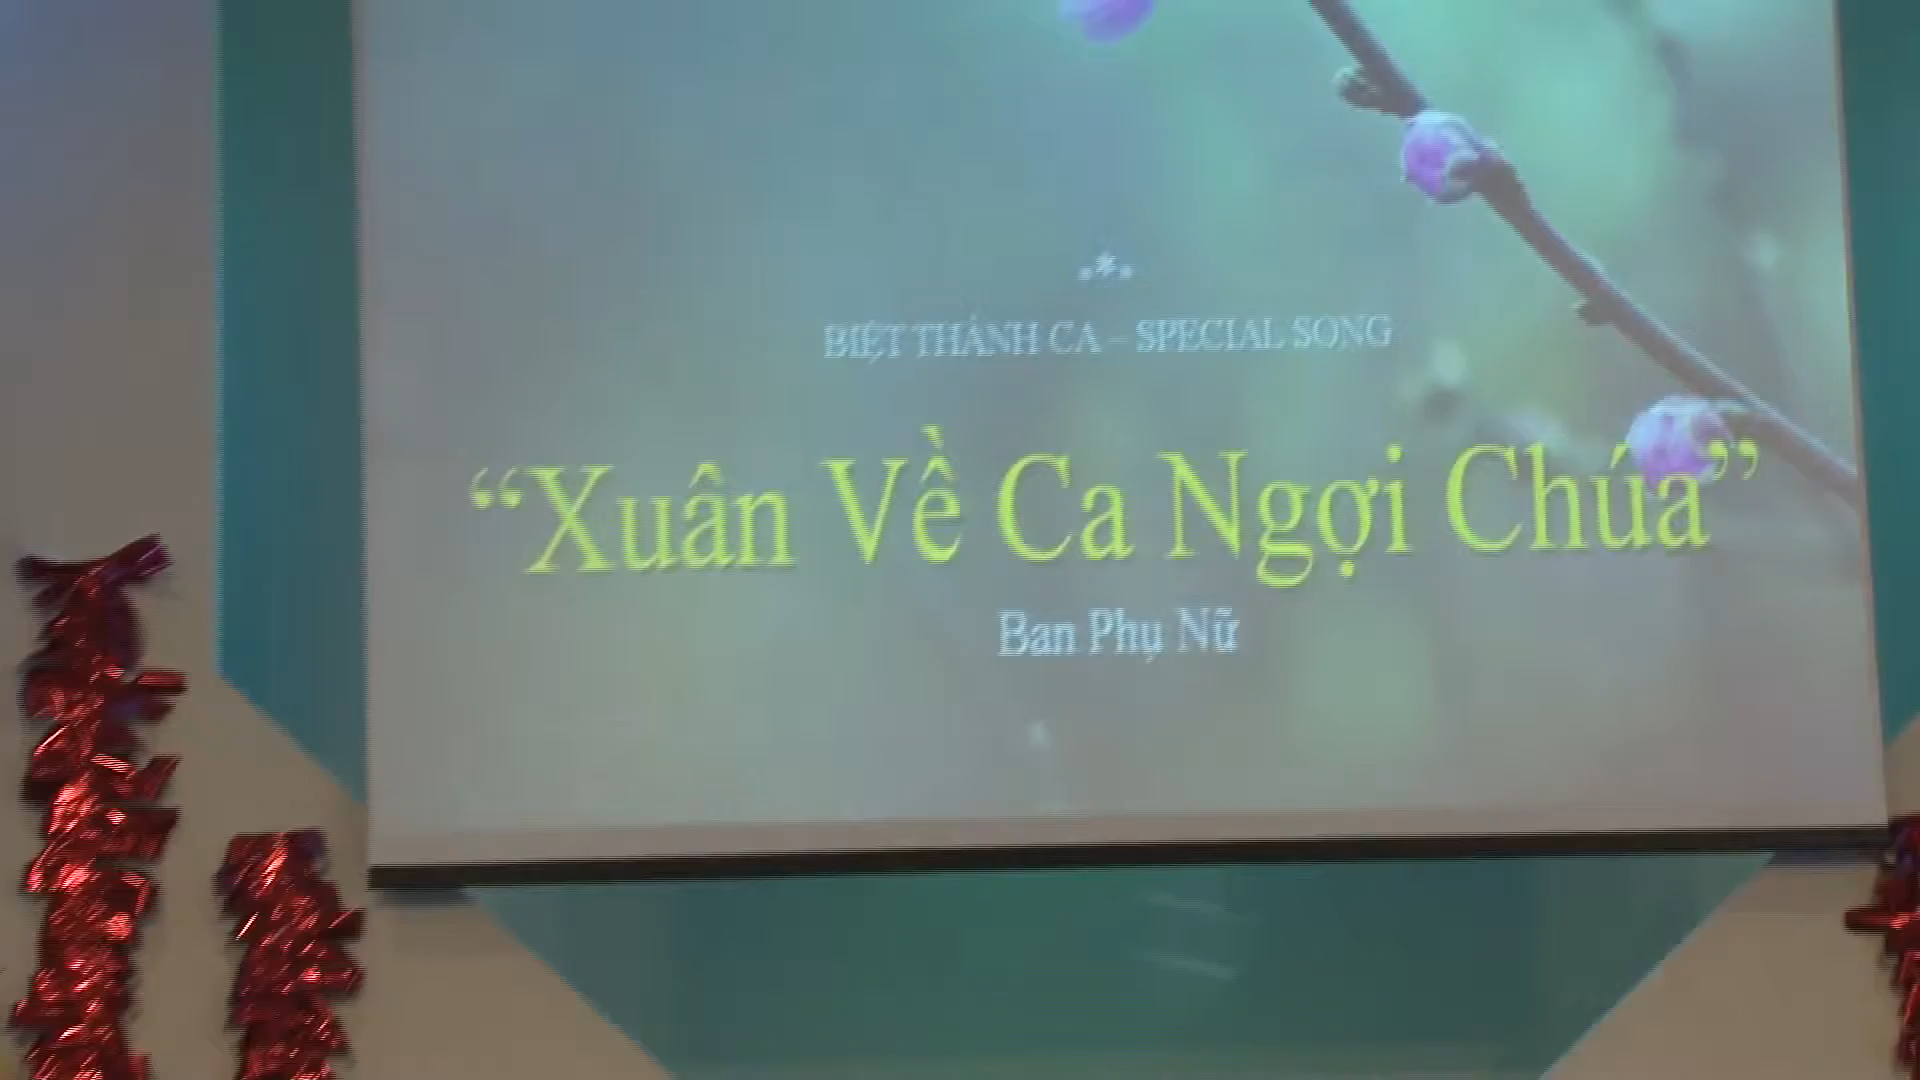 .*.
BIỆT THÁNH CA – SPECIAL SONG
“Xuân Về Ca Ngợi Chúa”
Ban Phụ Nữ